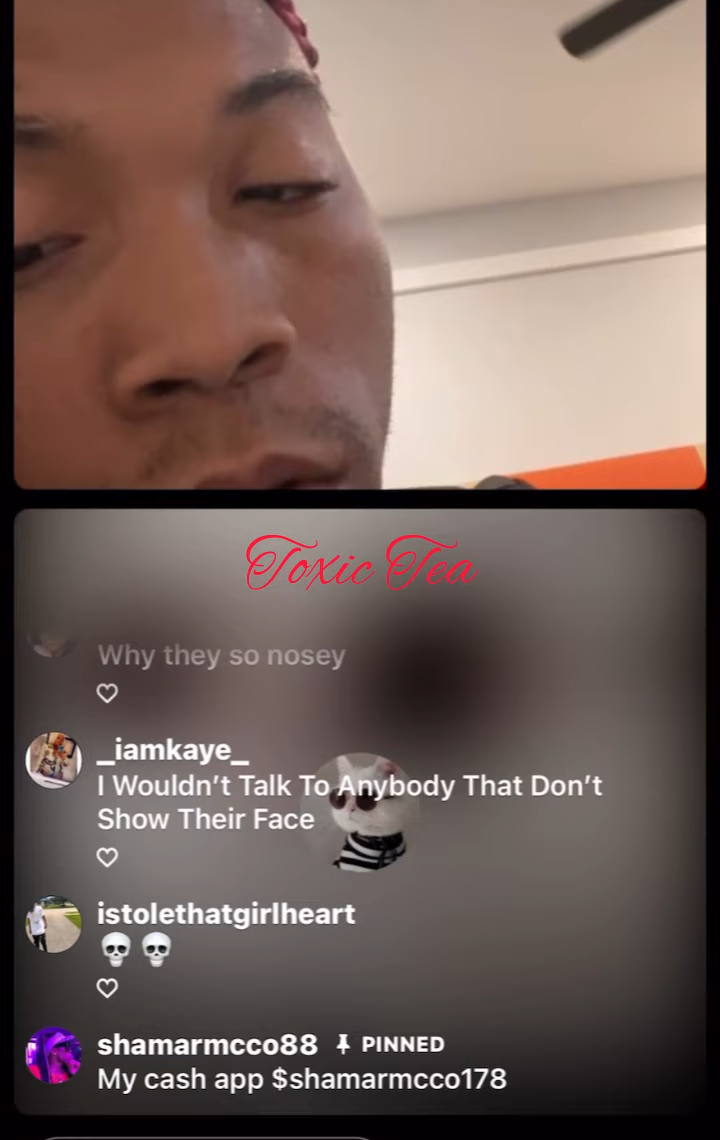 Toxic Tea
Why they so nosey
_iamkaye_
I Wouldn’t Talk To Anybody That Don’t
Show Their Face
istolethatgirlheart
💀 💀
shamarmcco88 PINNED
My cash app $shamarmcco178